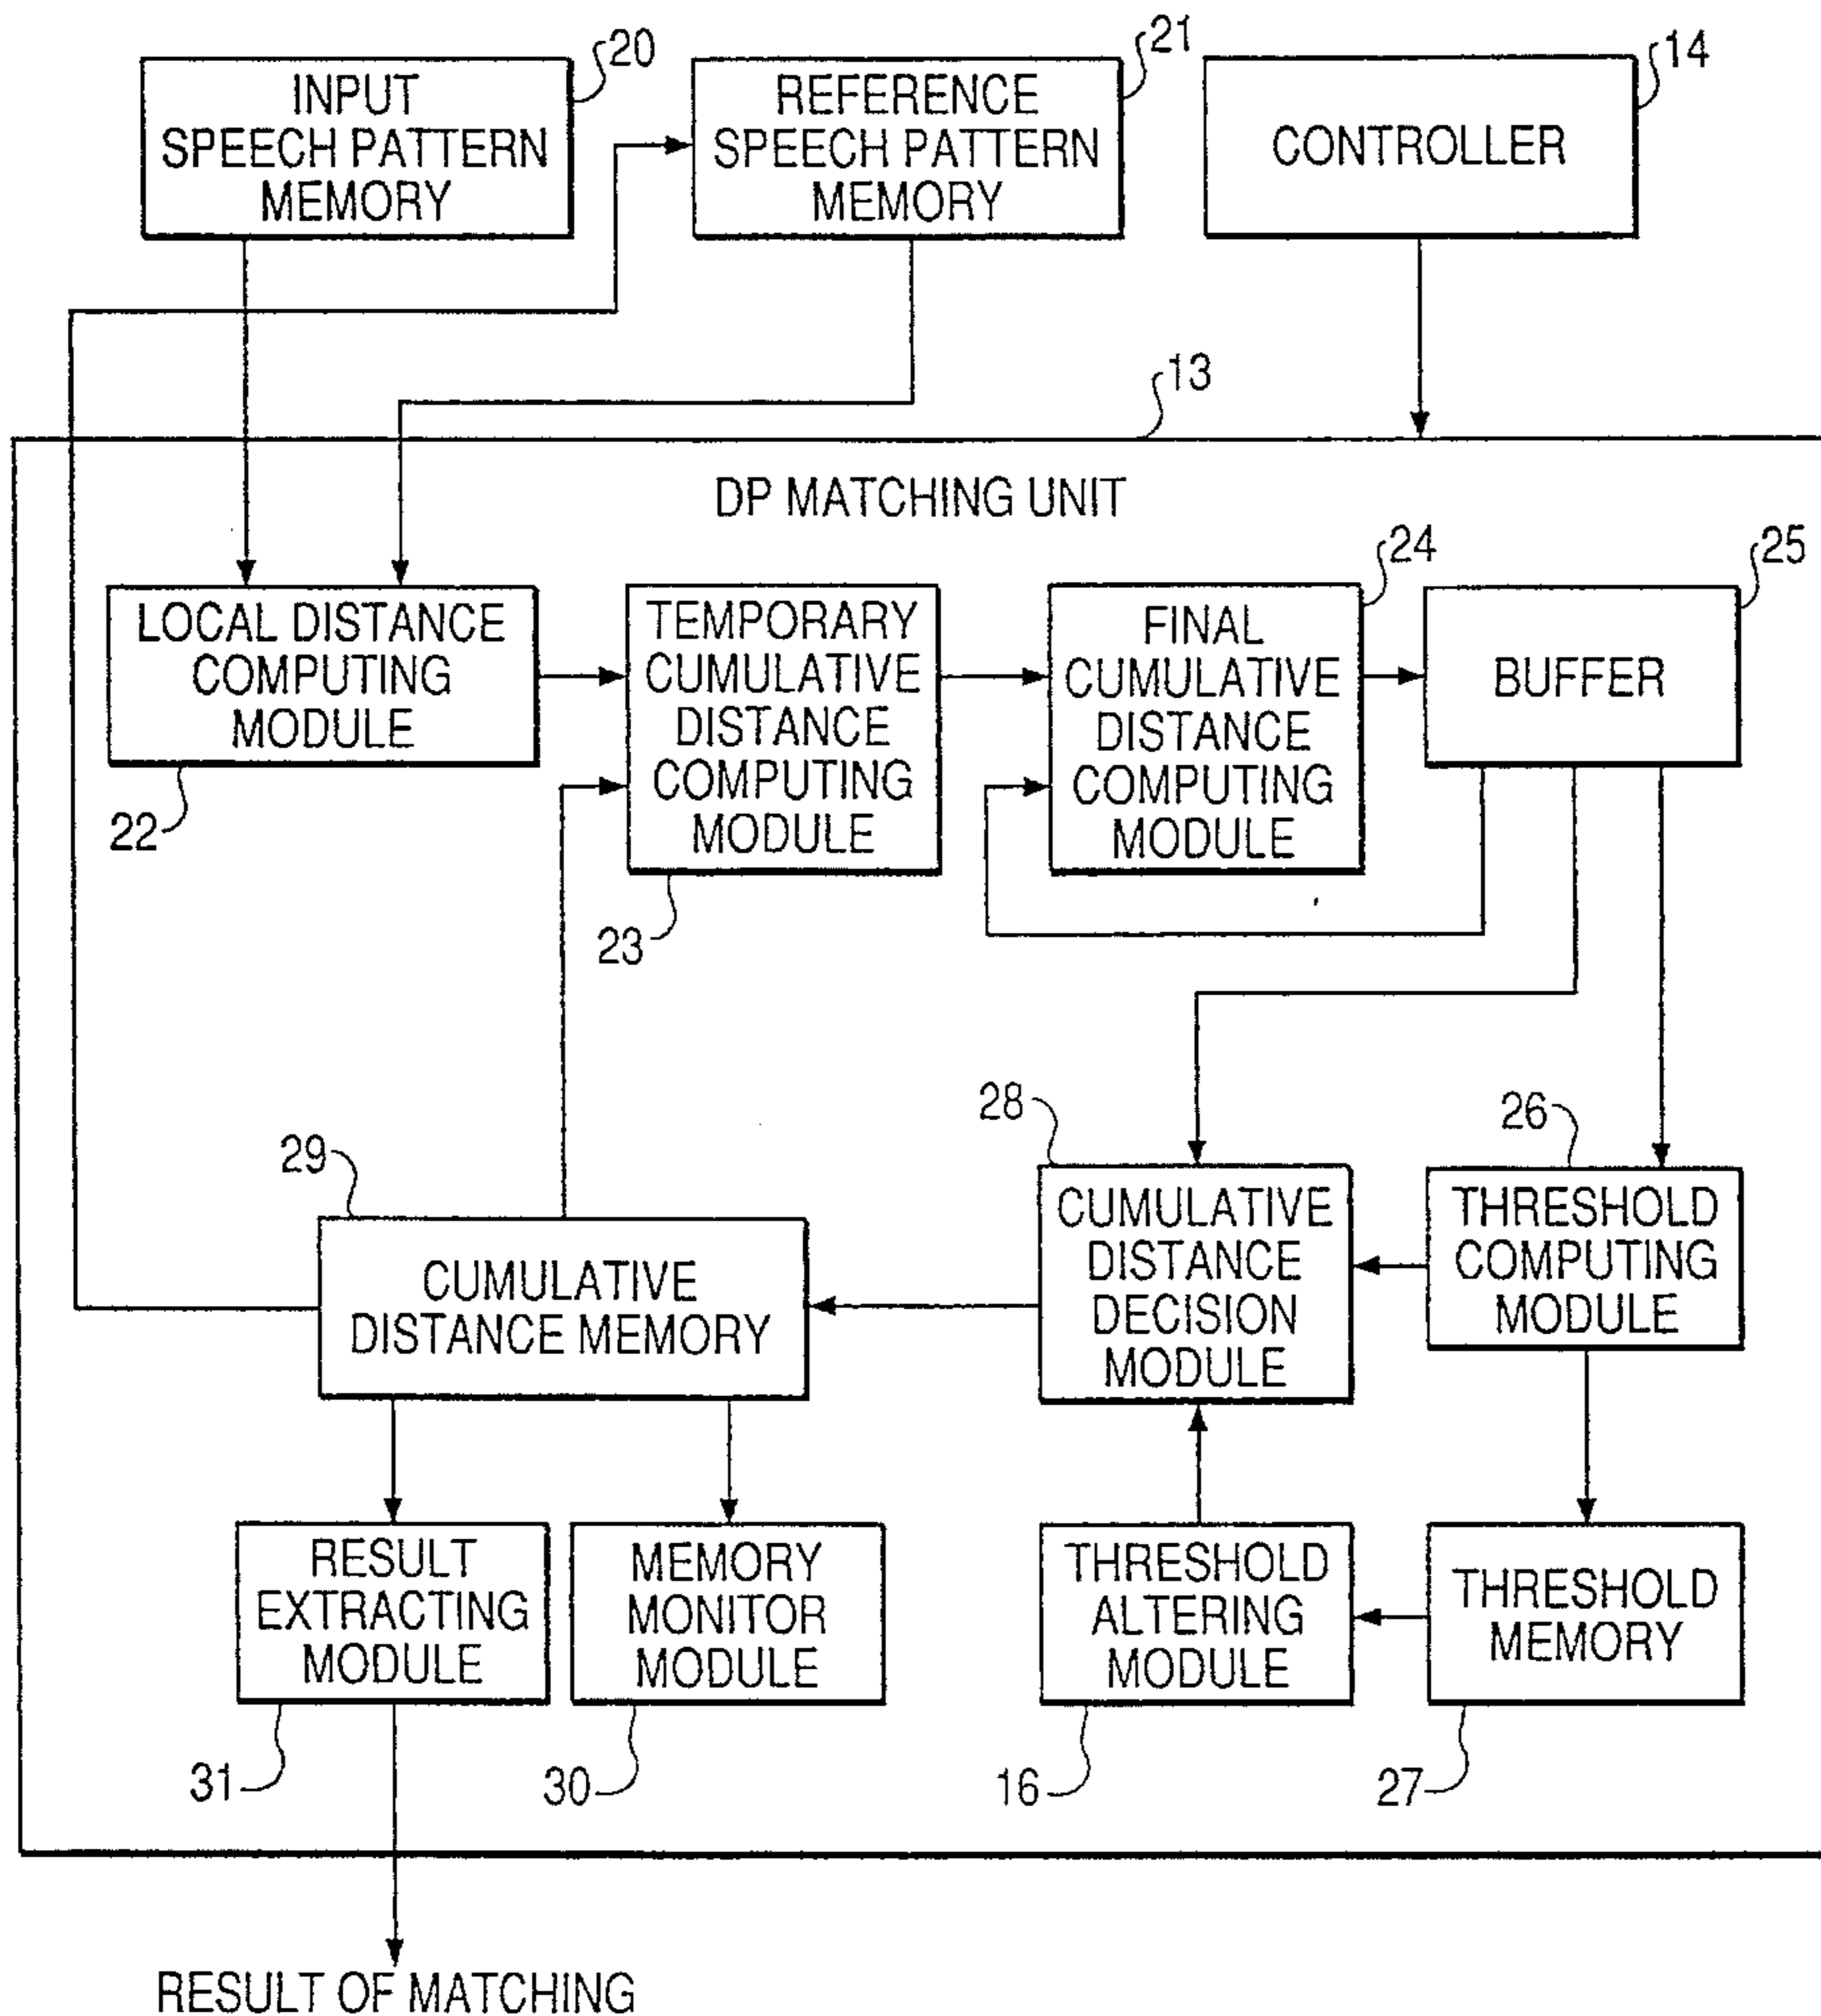 20
INPUT
SPEECH PATTERN
MEMORY
21
REFERENCE
SPEECH PATTERN
MEMORY
14
CONTROLLER
13
DP MATCHING UNIT
LOCAL DISTANCE
COMPUTING
MODULE
22
TEMPORARY
CUMULATIVE
DISTANCE
COMPUTING
MODULE
23
24
FINAL
CUMULATIVE
DISTANCE
COMPUTING
MODULE
25
BUFFER
28
CUMULATIVE
DISTANCE
DECISION
MODULE
26
THRESHOLD
COMPUTING
MODULE
29
CUMULATIVE
DISTANCE MEMORY
RESULT
EXTRACTING
MODULE
31
MEMORY
MONITOR
MODULE
30
THRESHOLD
ALTERING
MODULE
16
THRESHOLD
MEMORY
27
RESULT OF MATCHING